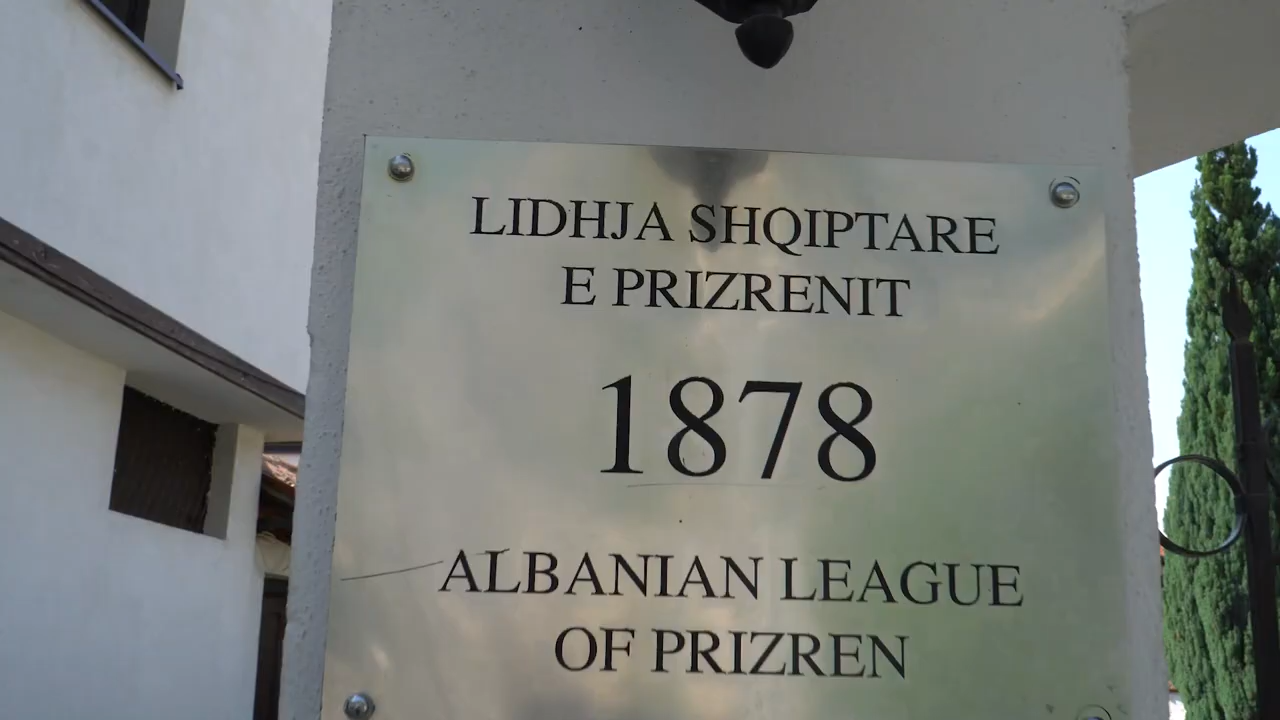 LIDHJA SHQIPTARE
E PRIZRENIT
1878
ALBANIAN LEAGUE
OF PRIZREN